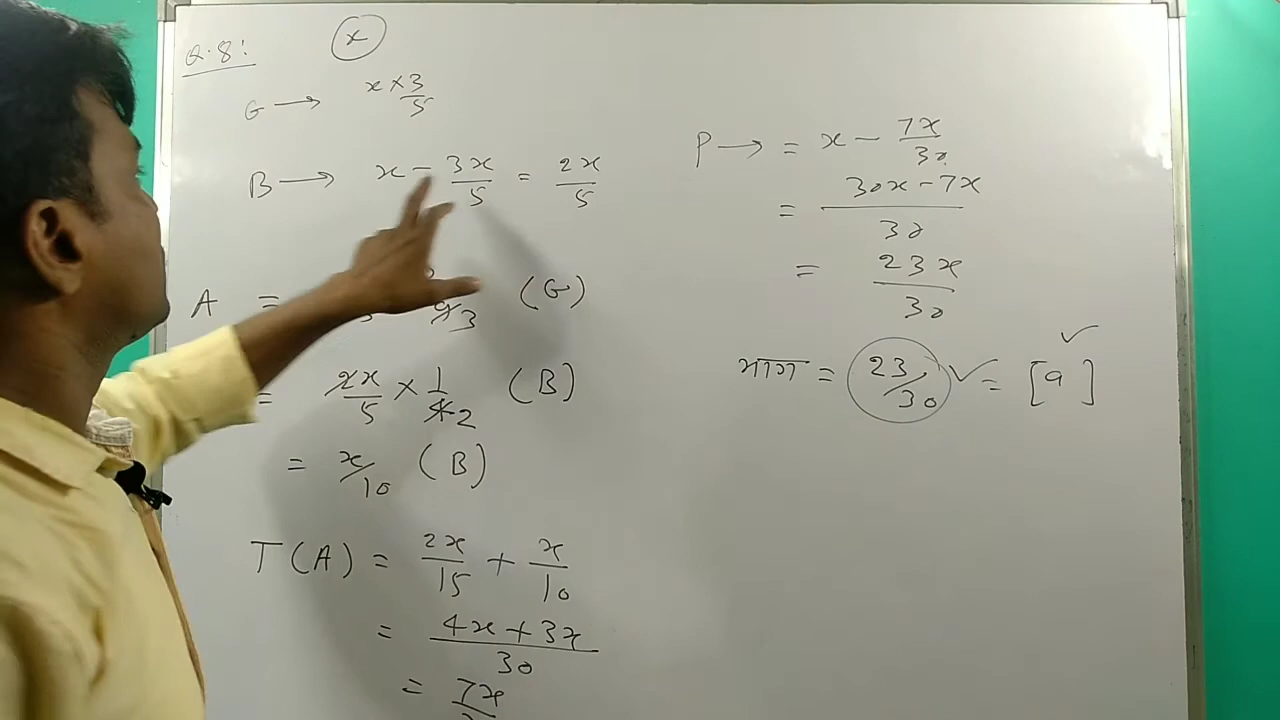 Q.8:
x
G → x × 3/5
B → x - 3x/5 = 2x/5
A = (G)
= 2x/5 × 1/4 2 (B)
= x/10 (B)
T(A) = 2x/15 + x/10
= 4x + 3x/30
= 7x
P → = x - 7x/30
= 30x - 7x/30
= 23x/30
भाग = 23/30 ✓ = [a] ✓